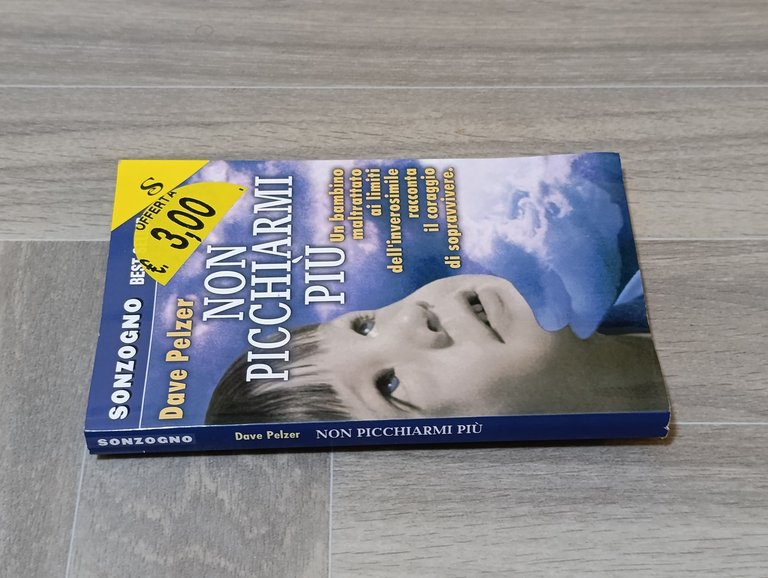 SONZOGNO
BEST
OFFERTA
€. 3,00
Dave Pelzer
NON
PICCHIARMI
PIÙ
Un bambino
maltrattato
ai limiti
dell'inverosimile
racconta
il coraggio
di sopravvivere.
SONZOGNO Dave Pelzer NON PICCHIARMI PIÙ